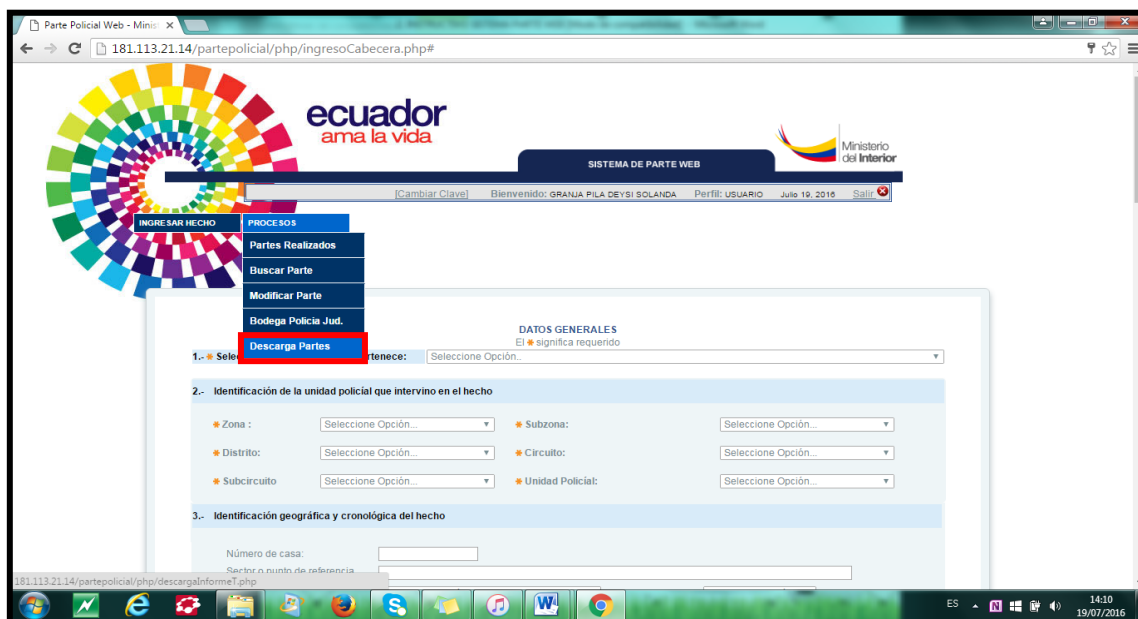 Parte Policial Web - Minis
181.113.21.14/partepolicial/php/ingresoCabecera.php#
ecuador
ama la vida
SISTEMA DE PARTE WEB
Ministerio
del Interior
[Cambiar Clave] Bienvenido: GRANJA PILA DEYSI SOLANDA Perfil: USUARIO Julio 19, 2016 Salir
INGRESAR HECHO PROCESOS
Partes Realizados
Buscar Parte
Modificar Parte
Bodega Policia Jud.
Descarga Partes
DATOS GENERALES
El * significa requerido
1.- * Sele tenece: Seleccione Opción..
2.- Identificación de la unidad policial que intervino en el hecho
* Zona : Seleccione Opción... * Subzona: Seleccione Opción...
* Distrito: Seleccione Opción... * Circuito: Seleccione Opción...
* Subcircuito Seleccione Opción... * Unidad Policial: Seleccione Opción...
3.- Identificación geográfica y cronológica del hecho
Número de casa:
Sector o punto de referencia
181.113.21.14/partepolicial/php/descargaInformeT.php
ES 14:10
19/07/2016